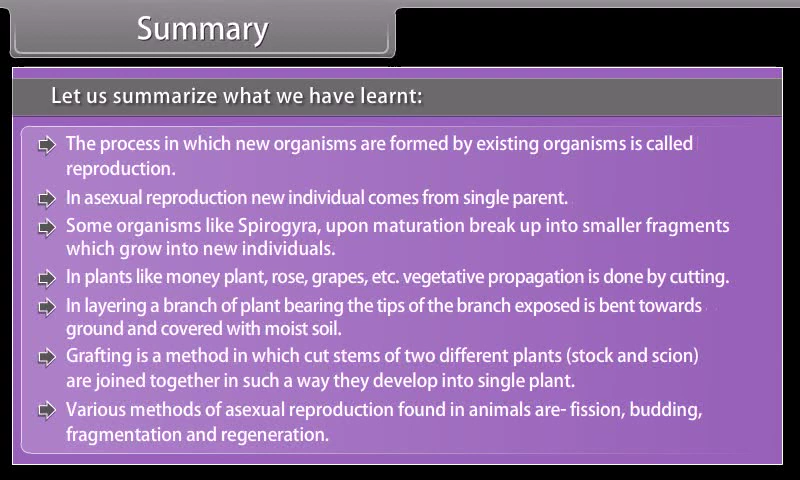 Summary
Let us summarize what we have learnt:
The process in which new organisms are formed by existing organisms is called
reproduction.
In asexual reproduction new individual comes from single parent.
Some organisms like Spirogyra, upon maturation break up into smaller fragments
which grow into new individuals.
In plants like money plant, rose, grapes, etc. vegetative propagation is done by cutting.
In layering a branch of plant bearing the tips of the branch exposed is bent towards
ground and covered with moist soil.
Grafting is a method in which cut stems of two different plants (stock and scion)
are joined together in such a way they develop into single plant.
Various methods of asexual reproduction found in animals are- fission, budding,
fragmentation and regeneration.